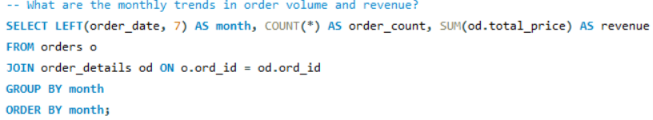 -- What are the monthly trends in order volume and revenue?
SELECT LEFT(order_date, 7) AS month, COUNT(*) AS order_count, SUM(od.total_price) AS revenue
FROM orders o
JOIN order_details od ON o.ord_id = od.ord_id
GROUP BY month
ORDER BY month;